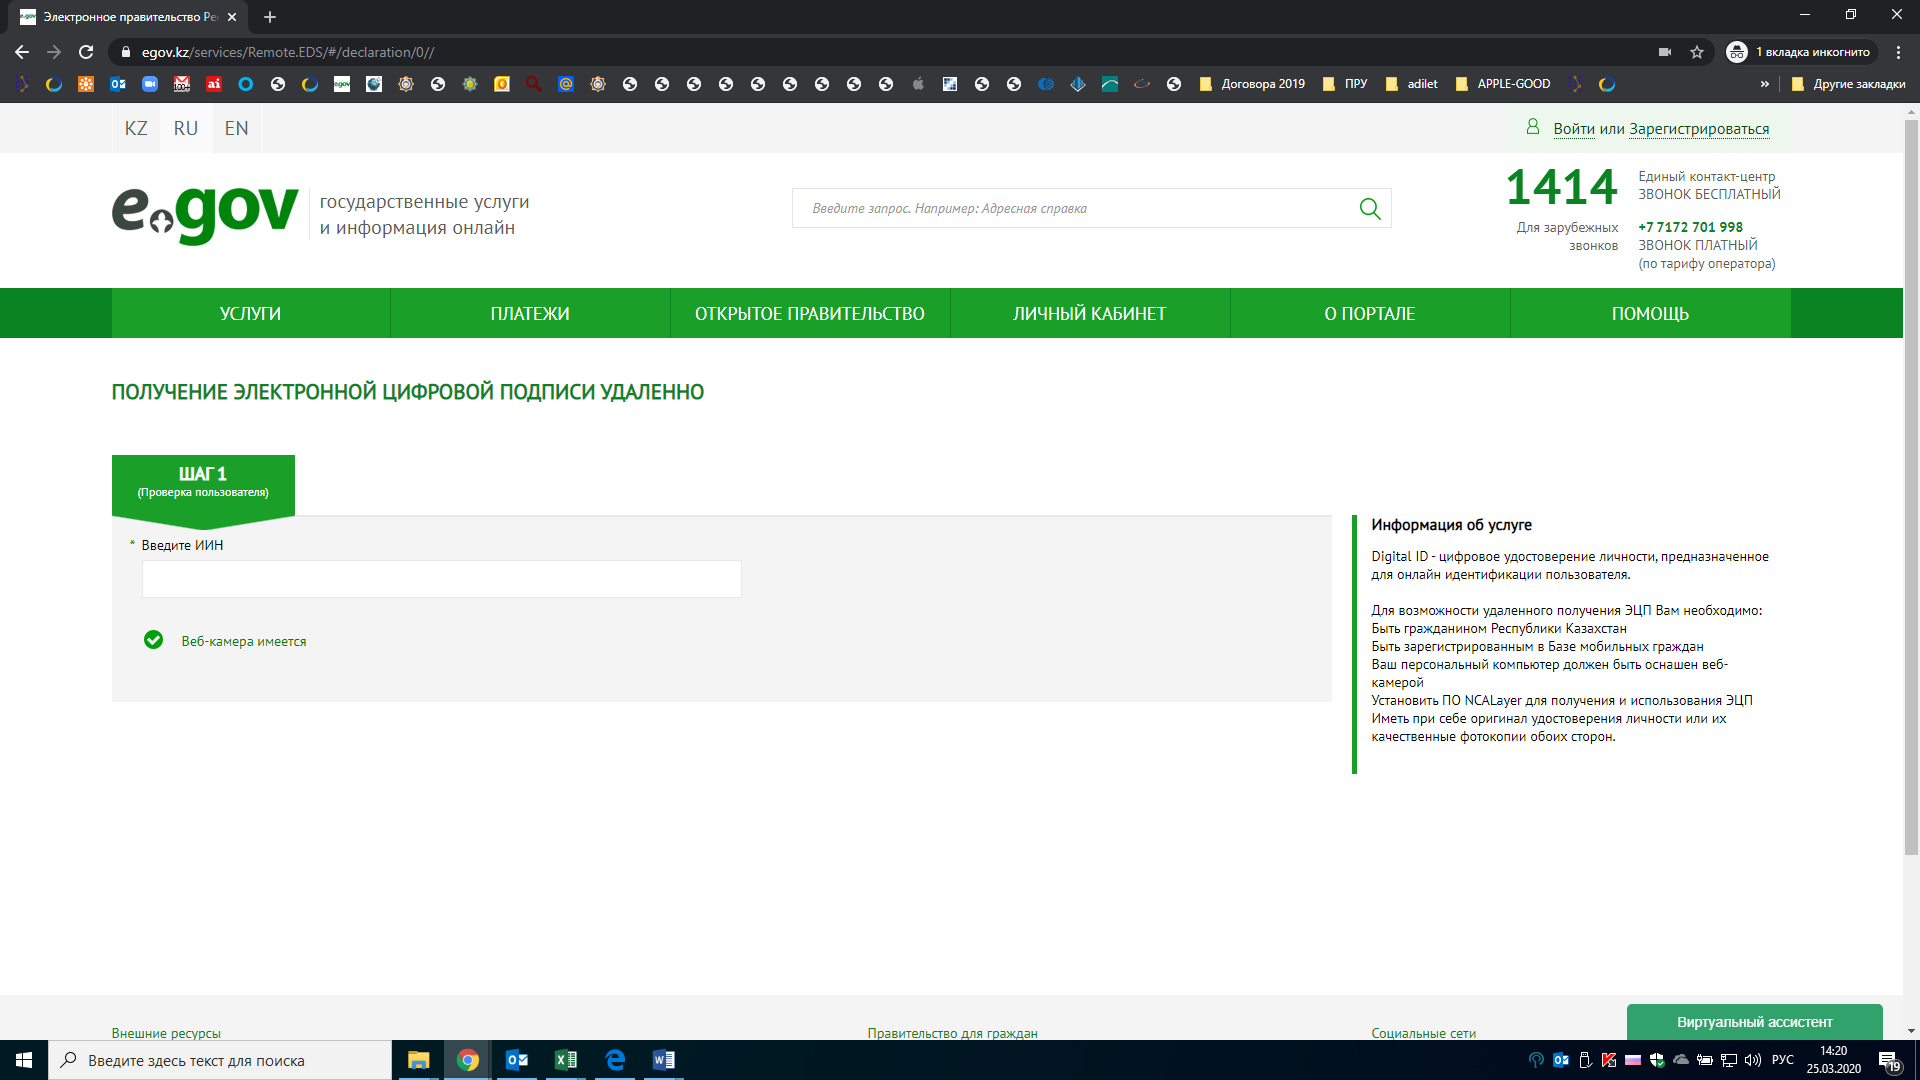 Электронное правительство Ре
egov.kz/services/Remote.EDS/#/declaration/0//
1 вкладка инкогнито
Договора 2019
ПРУ
adilet
APPLE-GOOD
»
Другие закладки
KZ RU EN
Войти или Зарегистрироваться
e.gov
государственные услуги
и информация онлайн
Введите запрос. Например: Адресная справка
1414
Единый контакт-центр
ЗВОНОК БЕСПЛАТНЫЙ
Для зарубежных
звонков
+7 7172 701 998
ЗВОНОК ПЛАТНЫЙ
(по тарифу оператора)
УСЛУГИ
ПЛАТЕЖИ
ОТКРЫТОЕ ПРАВИТЕЛЬСТВО
ЛИЧНЫЙ КАБИНЕТ
О ПОРТАЛЕ
ПОМОЩЬ
ПОЛУЧЕНИЕ ЭЛЕКТРОННОЙ ЦИФРОВОЙ ПОДПИСИ УДАЛЕННО
ШАГ 1
(Проверка пользователя)
* Введите ИИН
Веб-камера имеется
Информация об услуге
Digital ID - цифровое удостоверение личности, предназначенное
для онлайн идентификации пользователя.
Для возможности удаленного получения ЭЦП Вам необходимо:
Быть гражданином Республики Казахстан
Быть зарегистрированным в Базе мобильных граждан
Ваш персональный компьютер должен быть оснашен веб-
камерой
Установить ПО NCALayer для получения и использования ЭЦП
Иметь при себе оригинал удостоверения личности или их
качественные фотокопии обоих сторон.
Внешние ресурсы
Правительство для граждан
Социальные сети
Виртуальный ассистент
Введите здесь текст для поиска
РУС
14:20
25.03.2020
19